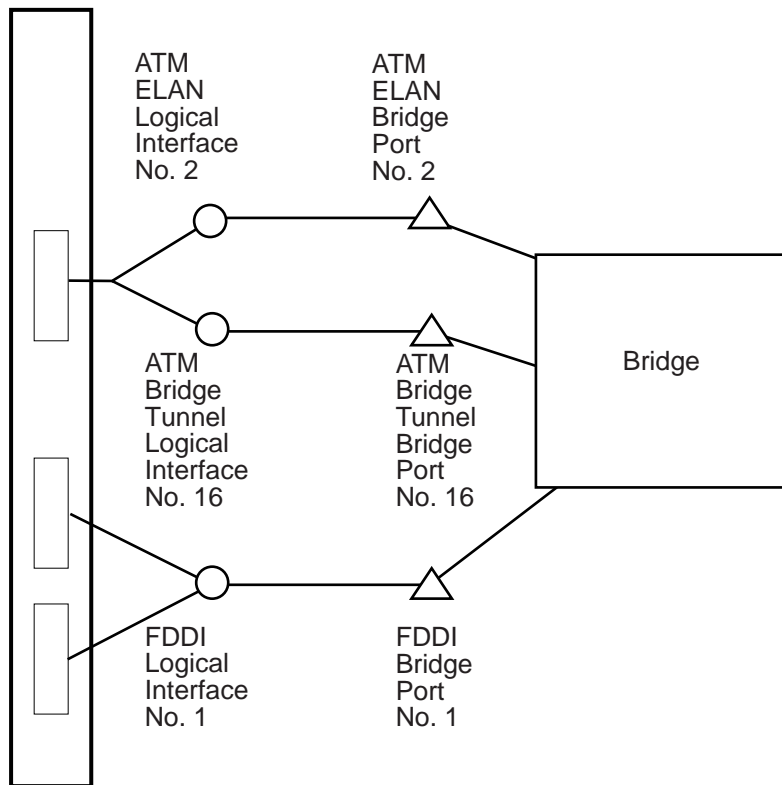 ATM
ELAN
Logical
Interface
No. 2
ATM
ELAN
Bridge
Port
No. 2
Bridge
ATM
Bridge
Tunnel
Logical
Interface
No. 16
ATM
Bridge
Tunnel
Bridge
Port
No. 16
FDDI
Logical
Interface
No. 1
FDDI
Bridge
Port
No. 1